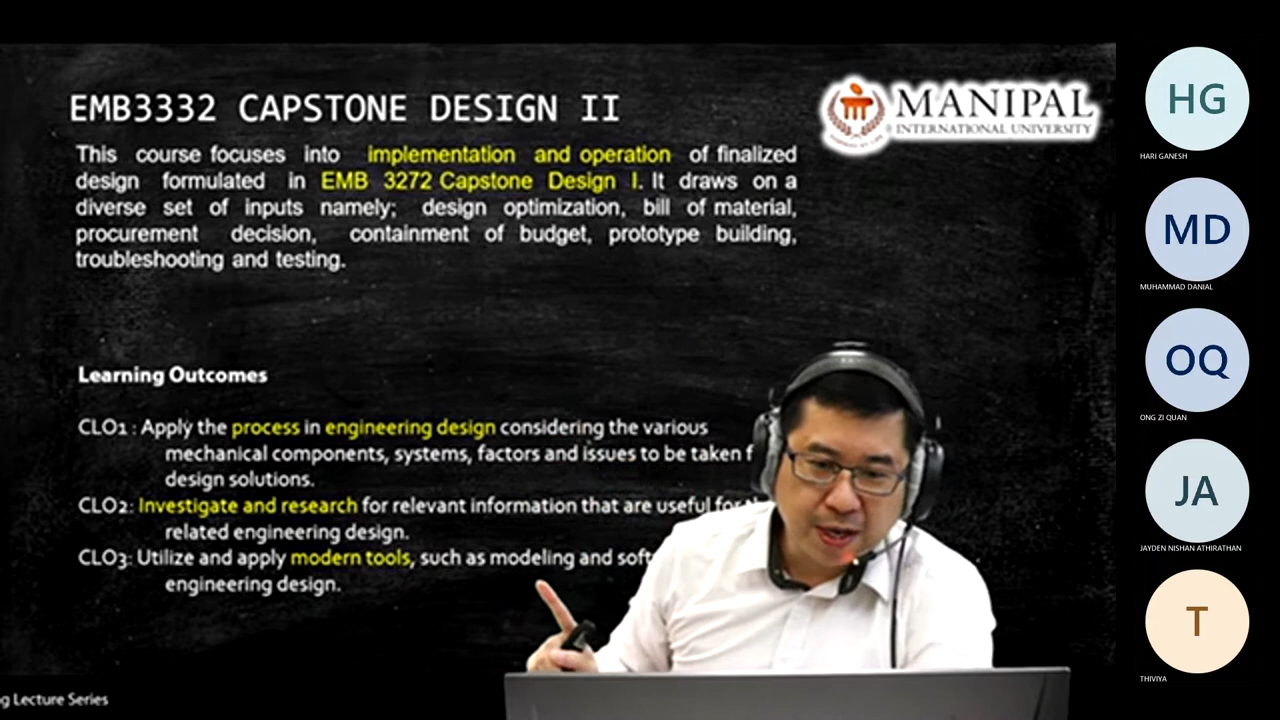 EMB3332 CAPSTONE DESIGN II
MANIPAL
INTERNATIONAL UNIVERSITY
This course focuses into implementation and operation of finalized
design formulated in EMB 3272 Capstone Design I. It draws on a
diverse set of inputs namely; design optimization, bill of material,
procurement decision, containment of budget, prototype building,
troubleshooting and testing.
Learning Outcomes
CLO1 : Apply the process in engineering design considering the various
mechanical components, systems, factors and issues to be taken f
design solutions.
CLO2: Investigate and research for relevant information that are useful for
related engineering design.
CLO3: Utilize and apply modern tools, such as modeling and soft
engineering design.
g Lecture Series
HG
HARI GANESH
MD
MUHAMMAD DANIAL
OQ
ONG ZI QUAN
JA
JAYDEN NISHAN ATHIRATHAN
T
THIVIYA